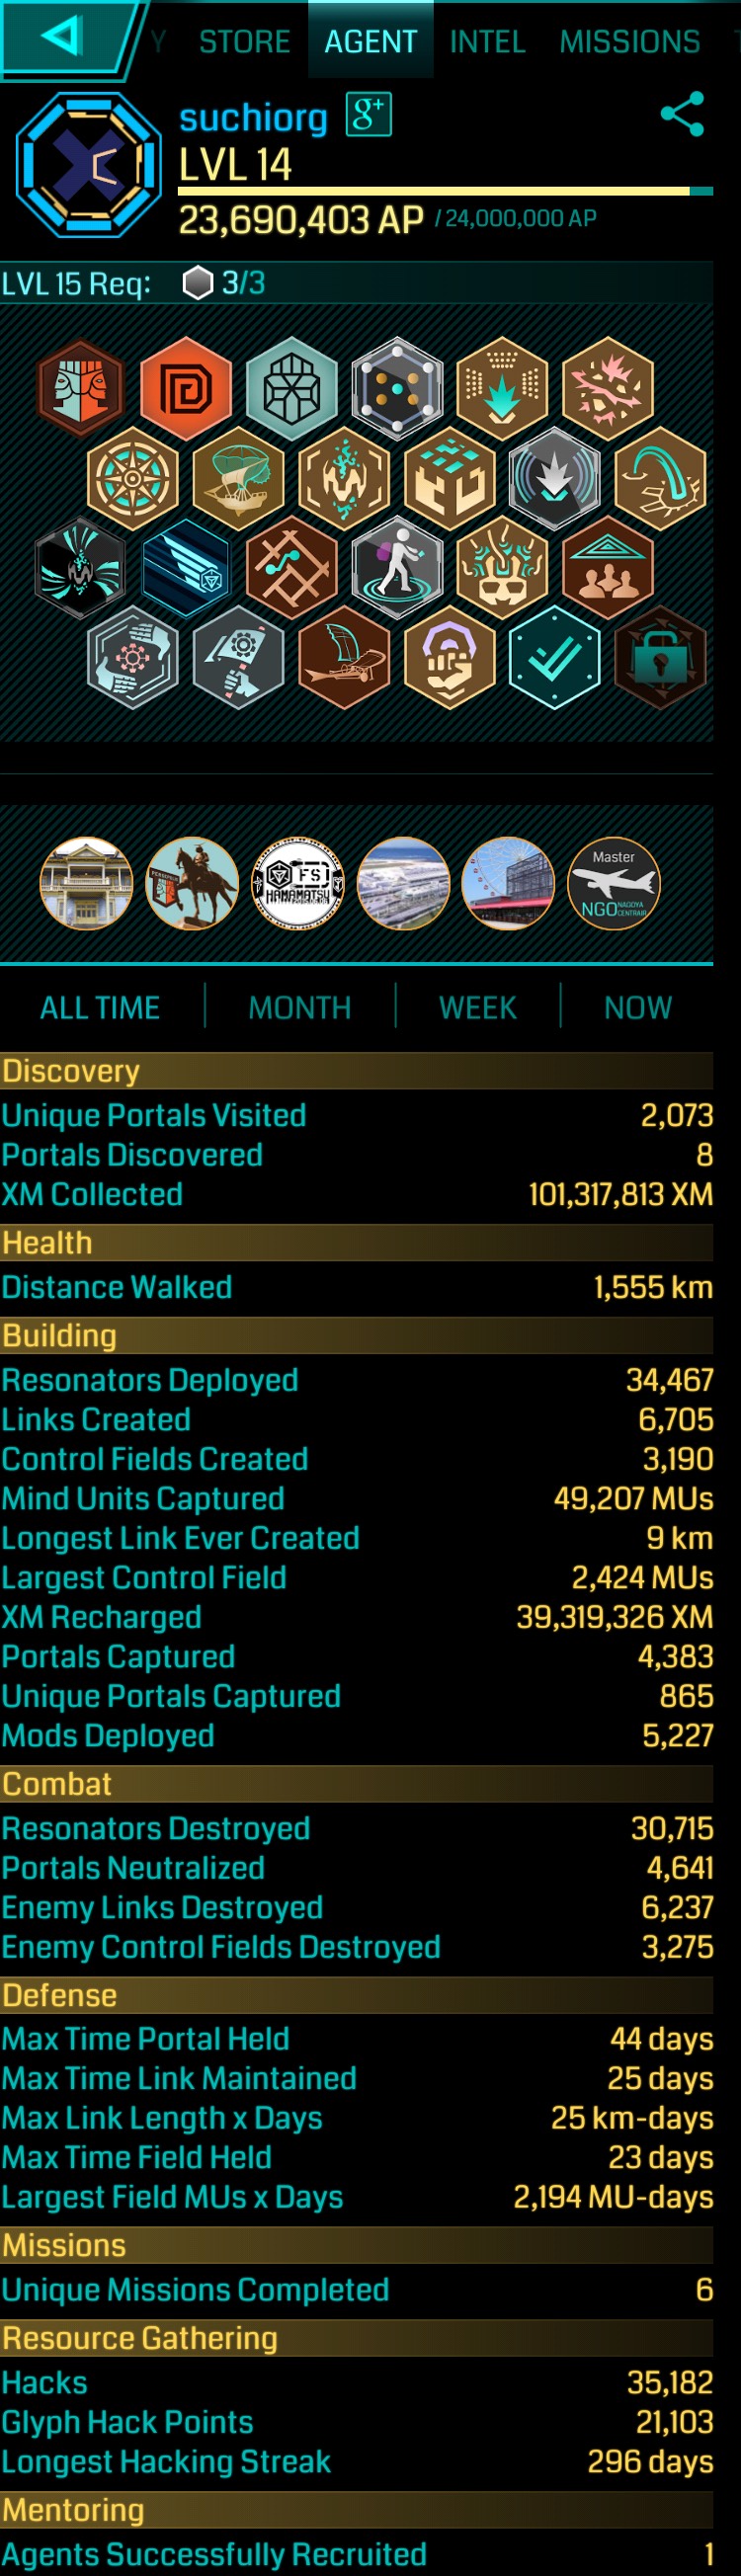 Y STORE AGENT INTEL MISSIONS
suchiorg g+
LVL 14
23,690,403 AP / 24,000,000 AP
LVL 15 Req: 3/3
PERSEPOLIS
FS
HAMAMATSU
Master
NGO NAGOYA CENTRAIR
ALL TIME MONTH WEEK NOW
Discovery
Unique Portals Visited 2,073
Portals Discovered 8
XM Collected 101,317,813 XM
Health
Distance Walked 1,555 km
Building
Resonators Deployed 34,467
Links Created 6,705
Control Fields Created 3,190
Mind Units Captured 49,207 MUs
Longest Link Ever Created 9 km
Largest Control Field 2,424 MUs
XM Recharged 39,319,326 XM
Portals Captured 4,383
Unique Portals Captured 865
Mods Deployed 5,227
Combat
Resonators Destroyed 30,715
Portals Neutralized 4,641
Enemy Links Destroyed 6,237
Enemy Control Fields Destroyed 3,275
Defense
Max Time Portal Held 44 days
Max Time Link Maintained 25 days
Max Link Length x Days 25 km-days
Max Time Field Held 23 days
Largest Field MUs x Days 2,194 MU-days
Missions
Unique Missions Completed 6
Resource Gathering
Hacks 35,182
Glyph Hack Points 21,103
Longest Hacking Streak 296 days
Mentoring
Agents Successfully Recruited 1